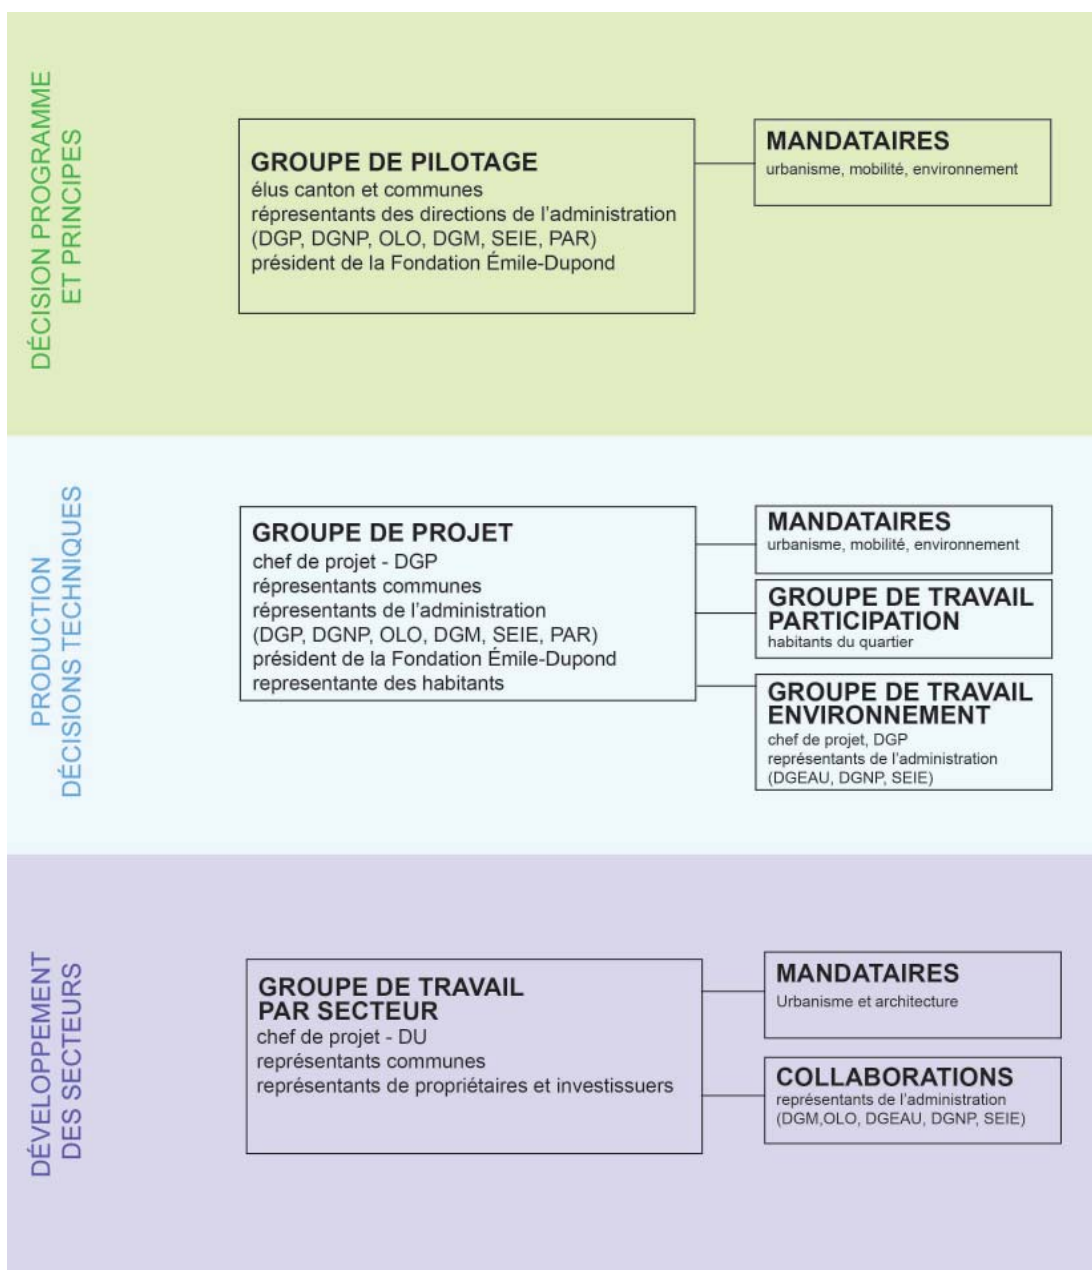 DÉCISION PROGRAMME
ET PRINCIPES
GROUPE DE PILOTAGE
élus canton et communes
répresentants des directions de l'administration
(DGP, DGNP, OLO, DGM, SEIE, PAR)
président de la Fondation Émile-Dupond
MANDATAIRES
urbanisme, mobilité, environnement
PRODUCTION
DÉCISIONS TECHNIQUES
GROUPE DE PROJET
chef de projet - DGP
répresentants communes
répresentants de l'administration
(DGP, DGNP, OLO, DGM, SEIE, PAR)
président de la Fondation Émile-Dupond
representante des habitants
MANDATAIRES
urbanisme, mobilité, environnement
GROUPE DE TRAVAIL
PARTICIPATION
habitants du quartier
GROUPE DE TRAVAIL
ENVIRONNEMENT
chef de projet, DGP
représentants de l'administration
(DGEAU, DGNP, SEIE)
DÉVELOPPEMENT
DES SECTEURS
GROUPE DE TRAVAIL
PAR SECTEUR
chef de projet - DU
représentants communes
représentants de propriétaires et investissuers
MANDATAIRES
Urbanisme et architecture
COLLABORATIONS
représentants de l'administration
(DGM,OLO, DGEAU, DGNP, SEIE)